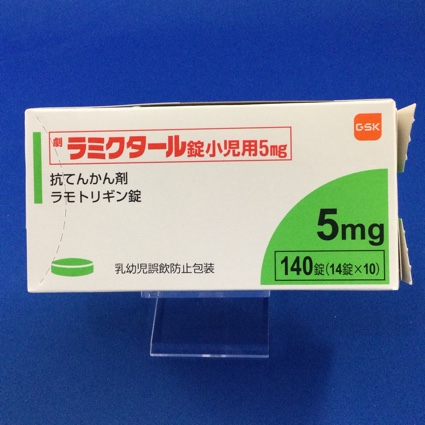 GSK
劇 ラミクタール錠小児用5mg
抗てんかん剤
ラモトリギン錠
5mg
140錠(14錠×10)
乳幼児誤飲防止包装